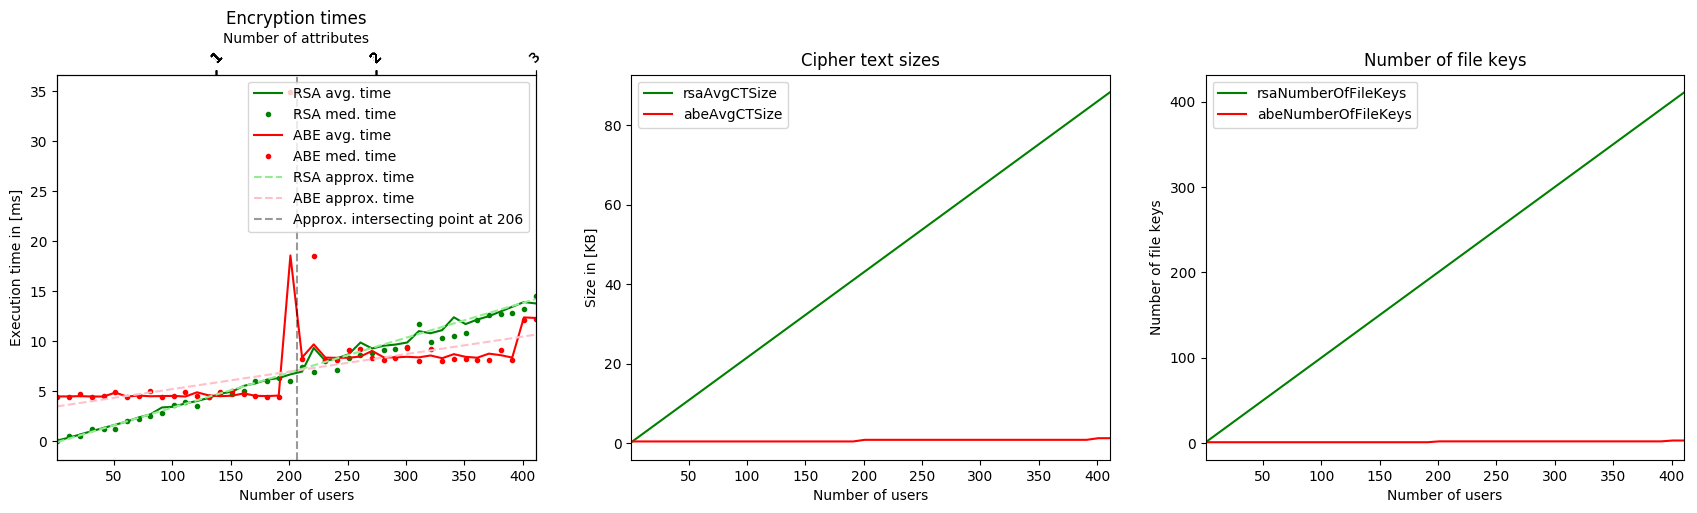 Encryption times
Number of attributes
1
2
3
35
30
25
20
15
10
5
0
Execution time in [ms]
RSA avg. time
RSA med. time
ABE avg. time
ABE med. time
RSA approx. time
ABE approx. time
Approx. intersecting point at 206
50
100
150
200
250
300
350
400
Number of users
Cipher text sizes
rsaAvgCTSize
abeAvgCTSize
80
60
40
20
0
Size in [KB]
50
100
150
200
250
300
350
400
Number of users
Number of file keys
rsaNumberOfFileKeys
abeNumberOfFileKeys
400
300
200
100
0
Number of file keys
50
100
150
200
250
300
350
400
Number of users